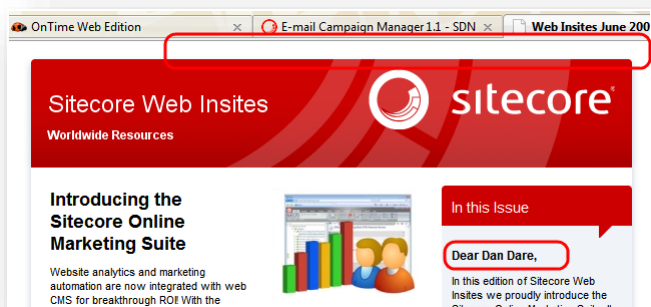 OnTime Web Edition
E-mail Campaign Manager1.1 - SDN
Web Insites June 200
Sitecore Web Insites
sitecore
Worldwide Resources
Introducing the
Sitecore Online
Marketing Suite
Website analytics and marketing
automation are now integrated with web
CMS for breakthrough ROI! With the
In this Issue
Dear Dan Dare,
In this edition of Sitecore Web
Insites we proudly introduce the